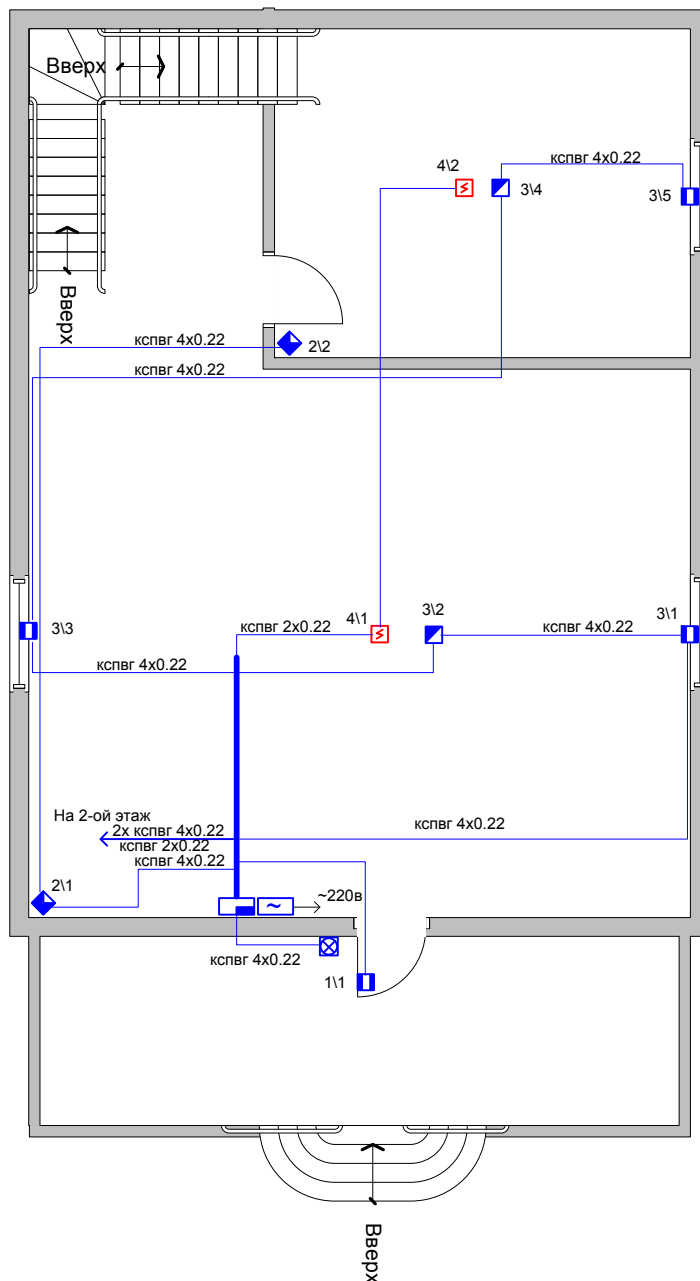 Вверх
4\2
кспвг 4x0.22
3\4
3\5
Вверх
кспвг 4x0.22
2\2
кспвг 4x0.22
4\1
3\2
3\3
кспвг 2x0.22
кспвг 4x0.22
3\1
кспвг 4x0.22
На 2-ой этаж
2x кспвг 4x0.22
кспвг 4x0.22
кспвг 2x0.22
кспвг 4x0.22
2\1
~220в
~
кспвг 4x0.22
1\1
Вверх